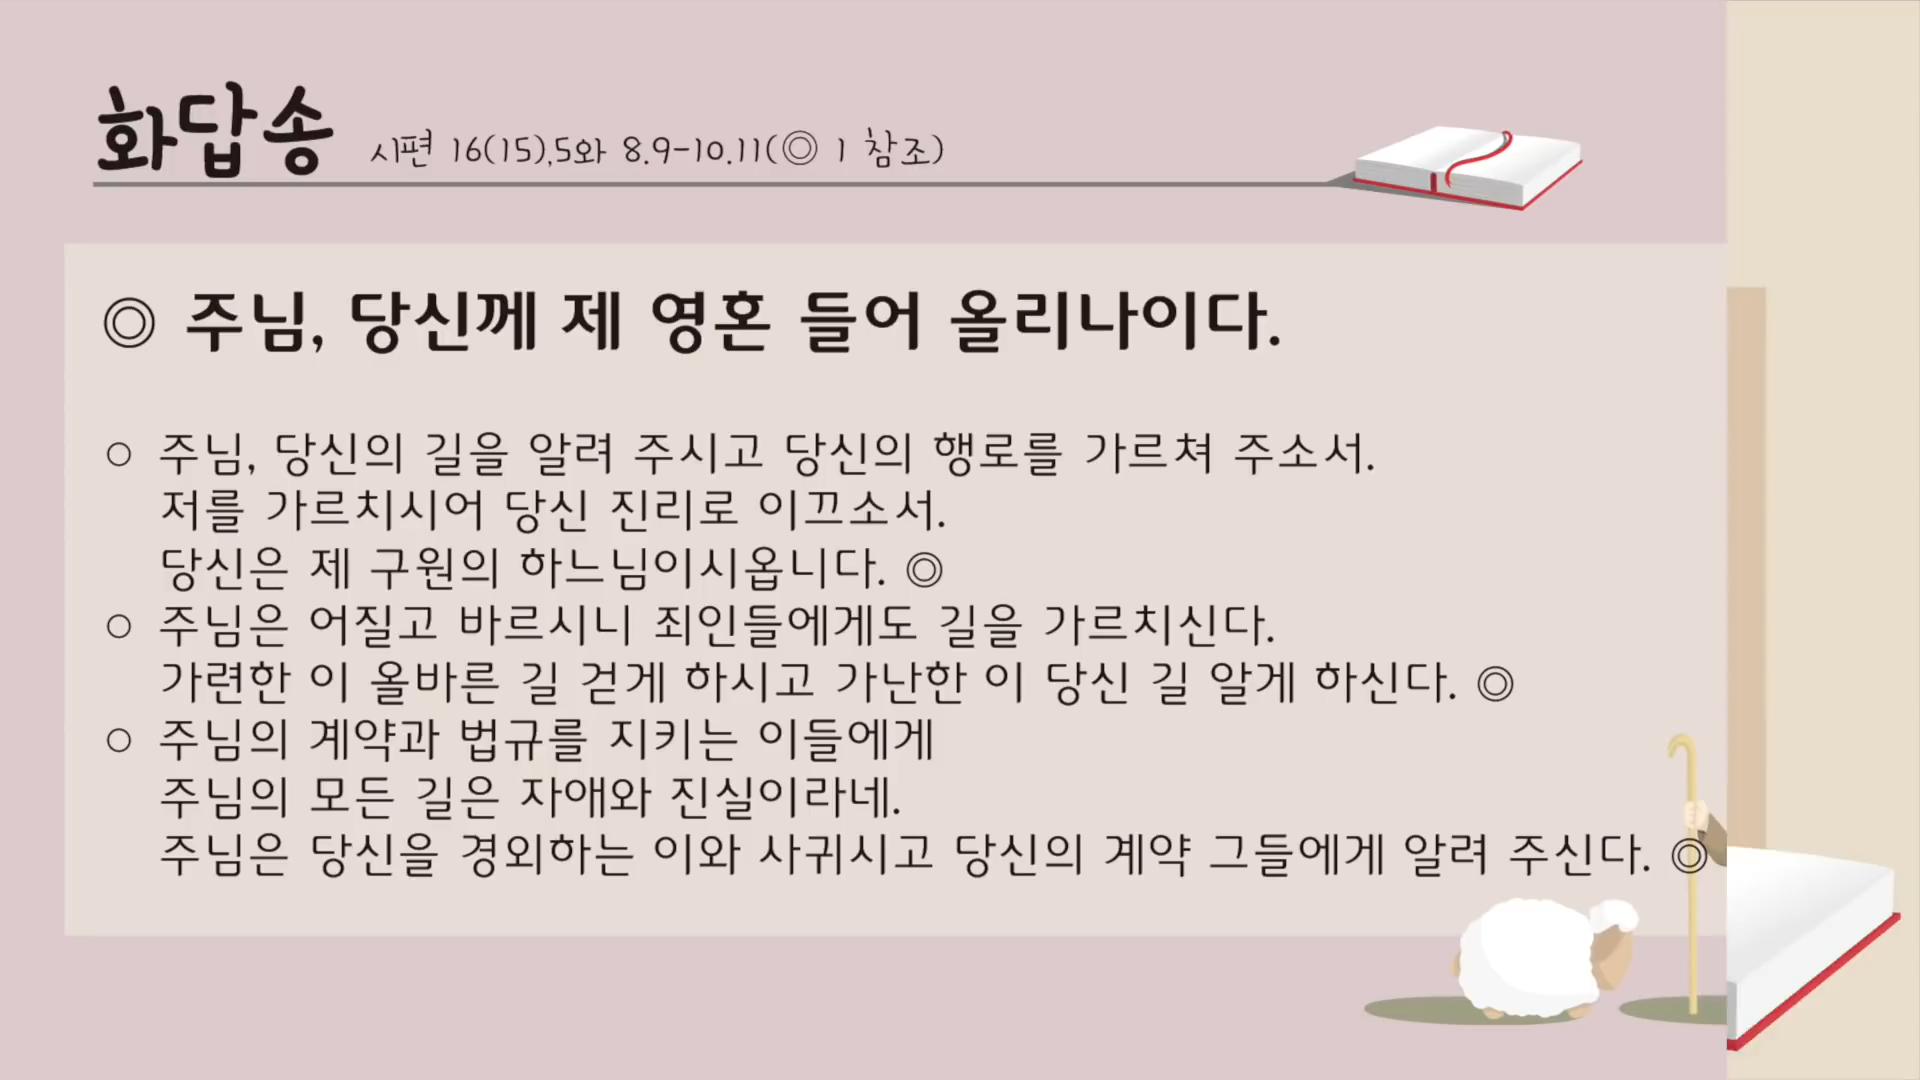 화답송 시편 16(15),5와 8.9-10.11(◎ 1 참조)
◎ 주님, 당신께 제 영혼 들어 올리나이다.
○ 주님, 당신의 길을 알려 주시고 당신의 행로를 가르쳐 주소서.
저를 가르치시어 당신 진리로 이끄소서.
당신은 제 구원의 하느님이시옵니다. ◎
○ 주님은 어질고 바르시니 죄인들에게도 길을 가르치신다.
가련한 이 올바른 길 걷게 하시고 가난한 이 당신 길 알게 하신다. ◎
○ 주님의 계약과 법규를 지키는 이들에게
주님의 모든 길은 자애와 진실이라네.
주님은 당신을 경외하는 이와 사귀시고 당신의 계약 그들에게 알려 주신다. ◎